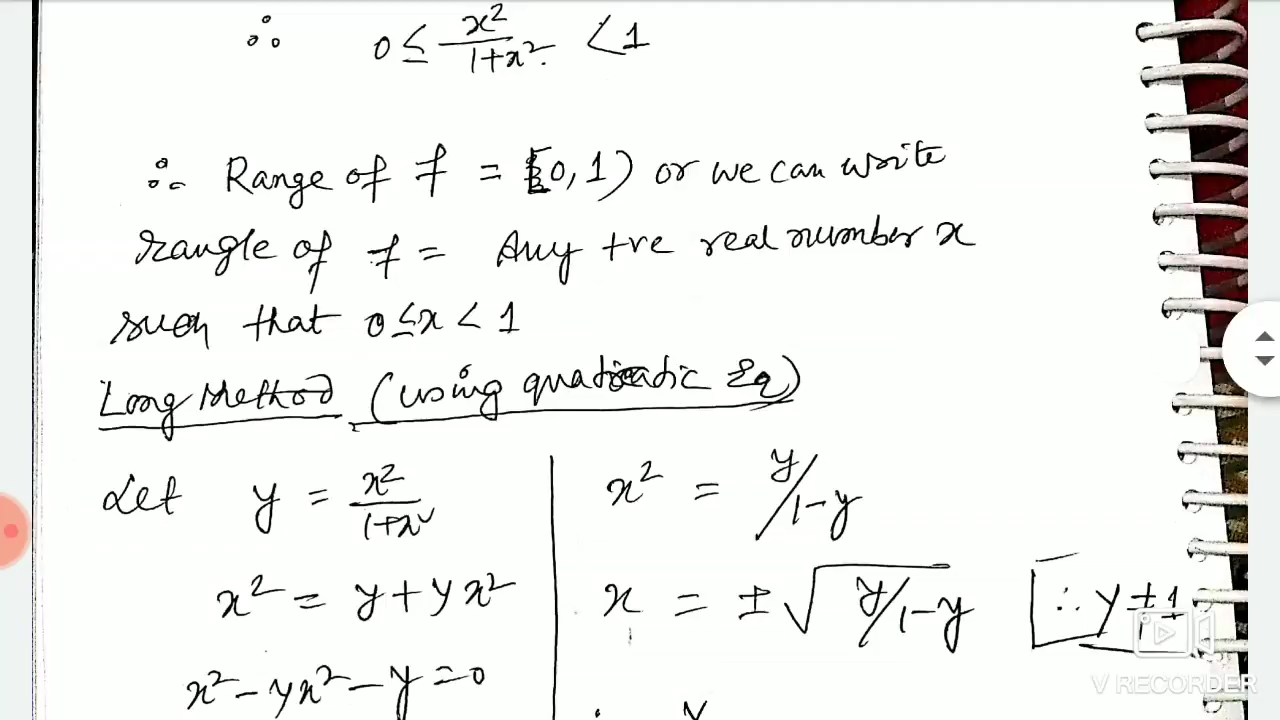 ∴ 0 ≤ x²/1+x² < 1
∴ Range of f = [0, 1) or we can write
rangle of f = Any +ve real number x
such that 0 ≤ x < 1
Long Method (using quadratic Eq)
Let y = x²/1+x²
x² = y + yx²
x² - yx² - y = 0
x² = y/1-y
x = ±√y/1-y [∴ y ≠ 1
V RECORDER